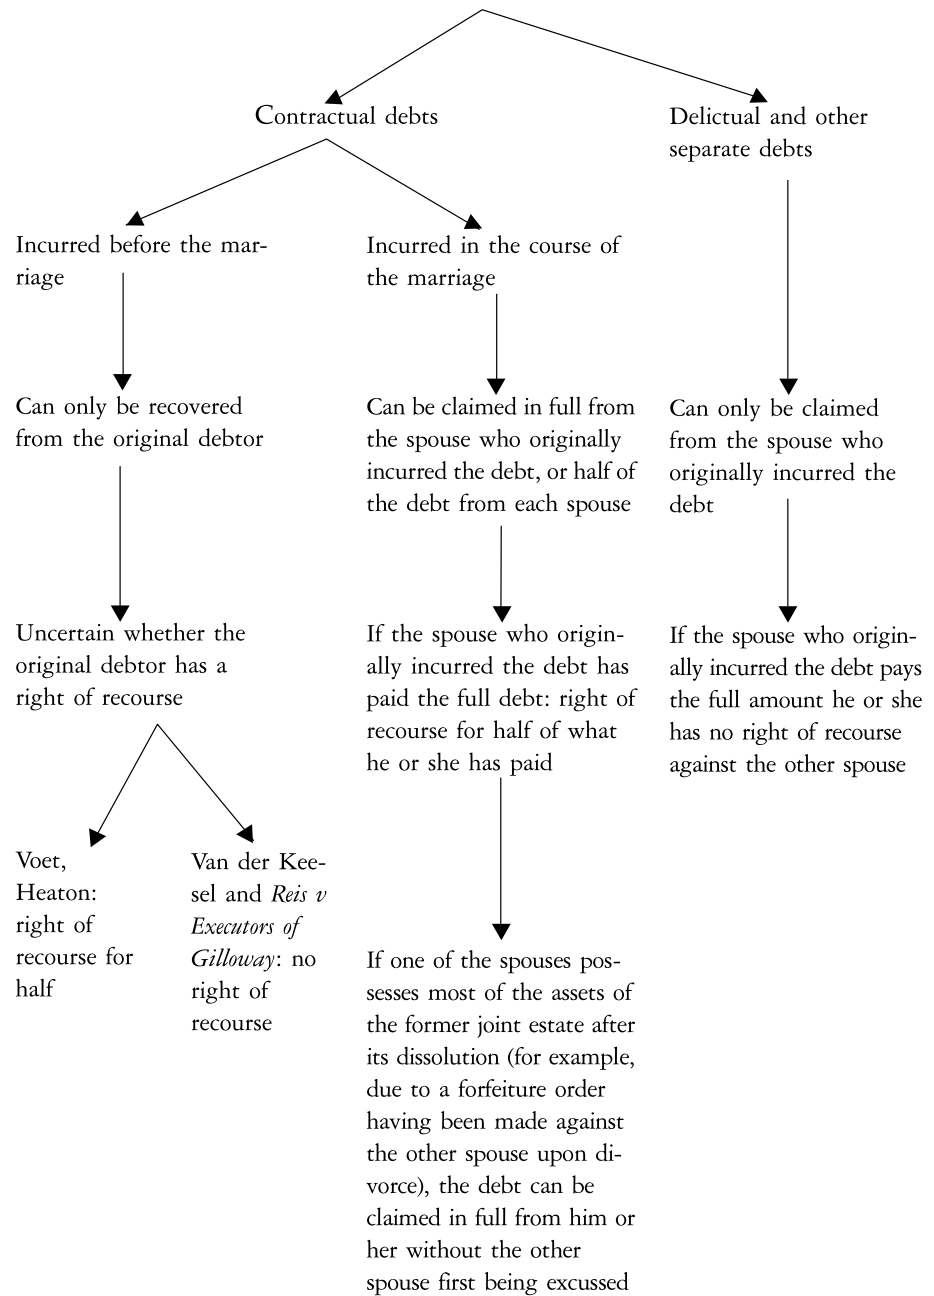 Contractual debts
Delictual and other
separate debts
Incurred before the mar-
riage
Incurred in the course of
the marriage
Can only be recovered
from the original debtor
Can be claimed in full from
the spouse who originally
incurred the debt, or half of
the debt from each spouse
Can only be claimed
from the spouse who
originally incurred the
debt
Uncertain whether the
original debtor has a
right of recourse
If the spouse who origin-
ally incurred the debt has
paid the full debt: right of
recourse for half of what
he or she has paid
If the spouse who origin-
ally incurred the debt pays
the full amount he or she
has no right of recourse
against the other spouse
Voet,
Heaton:
right of
recourse for
half
Van der Kee-
sel and Reis v
Executors of
Gilloway: no
right of
recourse
If one of the spouses pos-
sesses most of the assets of
the former joint estate after
its dissolution (for example,
due to a forfeiture order
having been made against
the other spouse upon di-
vorce), the debt can be
claimed in full from him or
her without the other
spouse first being excussed